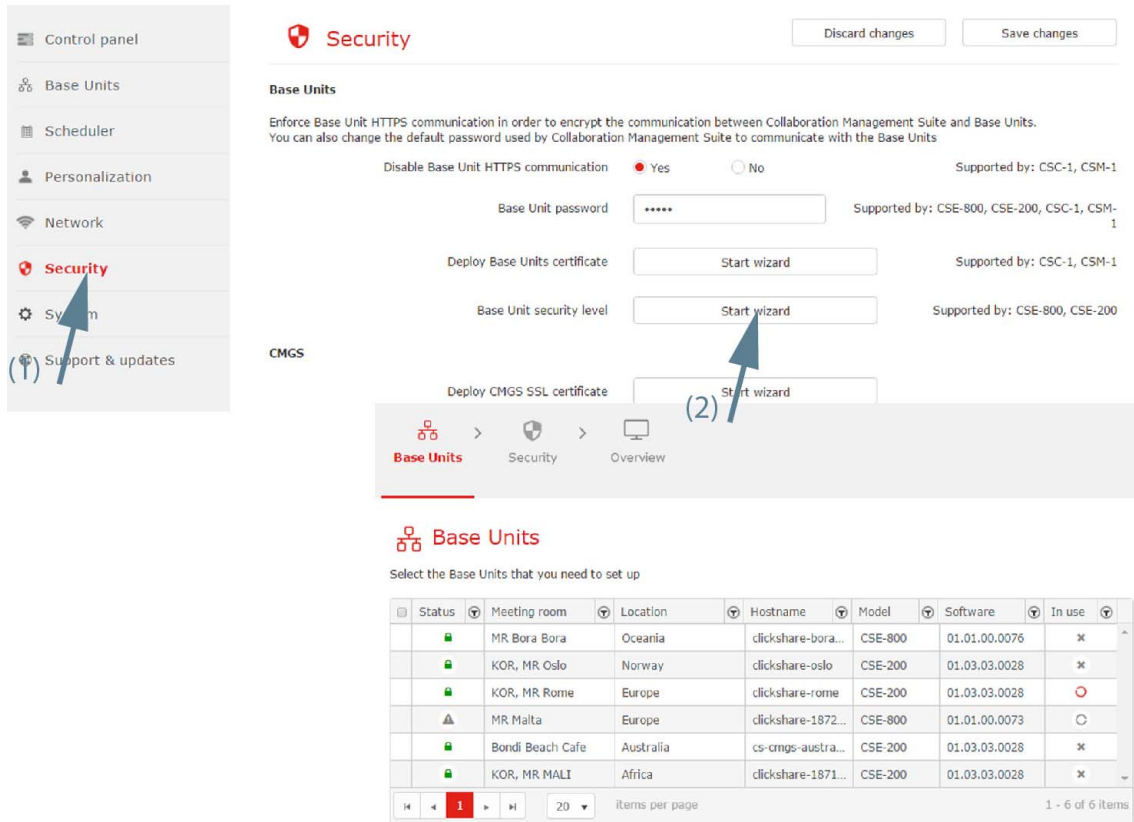 Control panel
Base Units
Scheduler
Personalization
Network
Security
Support & updates
(1)
Security
Discard changes
Save changes
Base Units
Enforce Base Unit HTTPS communication in order to encrypt the communication between Collaboration Management Suite and Base Units.
You can also change the default password used by Collaboration Management Suite to communicate with the Base Units
Disable Base Unit HTTPS communication Yes No Supported by: CSC-1, CSM-1
Base Unit password ••••• Supported by: CSE-800, CSE-200, CSC-1, CSM-
1
Deploy Base Units certificate Start wizard Supported by: CSC-1, CSM-1
Base Unit security level Start wizard Supported by: CSE-800, CSE-200
CMGS
Deploy CMGS SSL certificate Start wizard
(2)
Base Units > Security > Overview
Base Units
Select the Base Units that you need to set up
Status Meeting room Location Hostname Model Software In use
MR Bora Bora Oceania clickshare-bora... CSE-800 01.01.00.0076
KOR, MR Oslo Norway clickshare-oslo CSE-200 01.03.03.0028
KOR, MR Rome Europe clickshare-rome CSE-200 01.03.03.0028
MR Malta Europe clickshare-1872... CSE-800 01.01.00.0073
Bondi Beach Cafe Australia cs-cmgs-austra... CSE-200 01.03.03.0028
KOR, MR MALI Africa clickshare-1871... CSE-200 01.03.03.0028
1 20 items per page 1 - 6 of 6 items